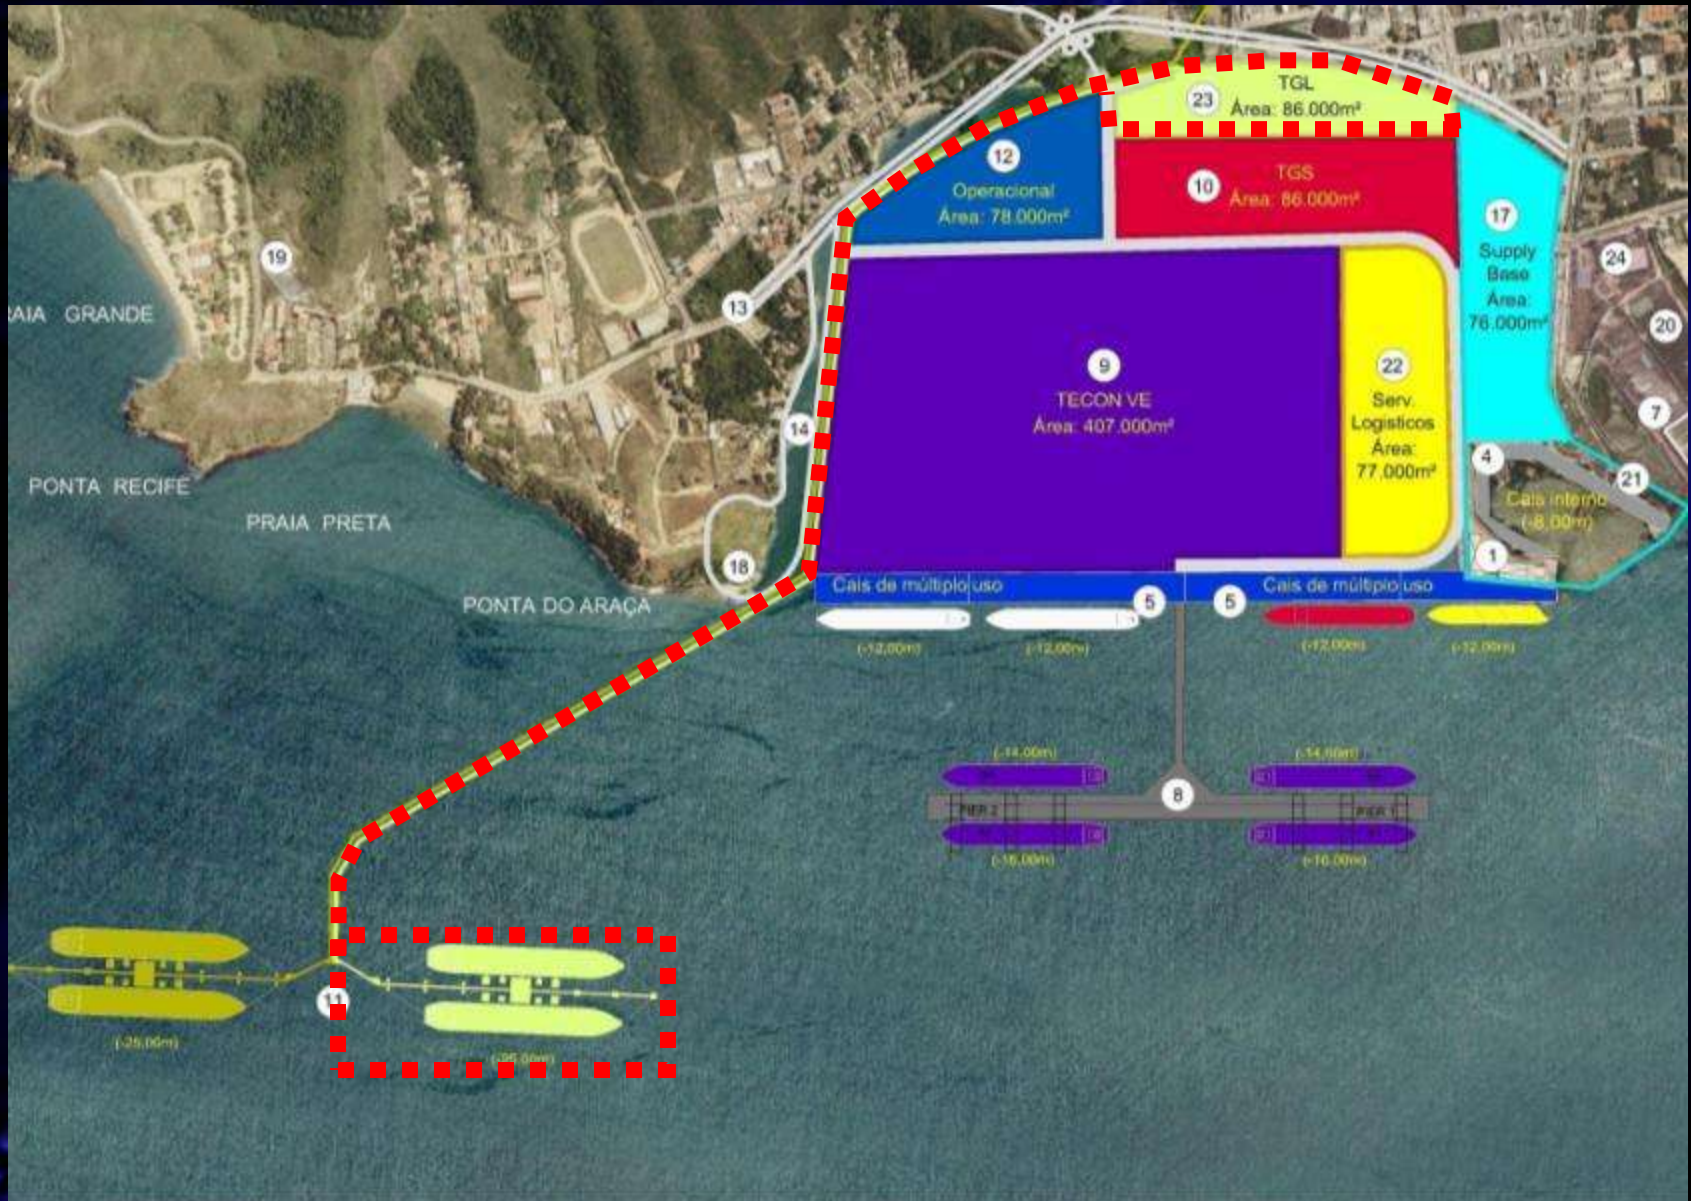 TGL
23
Área: 86.000m²
12
Operacional
Área: 78.000m²
TGS
10
Área: 86.000m²
17
Supply
Base
Área:
76.000m²
24
20
7
19
13
14
18
AIA GRANDE
PONTA RECIFE
PRAIA PRETA
PONTA DO ARAÇA
9
TECON VE
Área: 407.000m²
22
Serv.
Logisticos
Área:
77.000m²
4
21
Cais interno
(-8,00m)
1
Cais de múltiplo uso
Cais de múltiplo uso
5
5
(-12,00m)
(-12,00m)
(-12,00m)
(-12,00m)
(-14,00m)
(-14,00m)
8
PIER 2
PIER 1
(-16,00m)
(-16,00m)
11
(-25,00m)